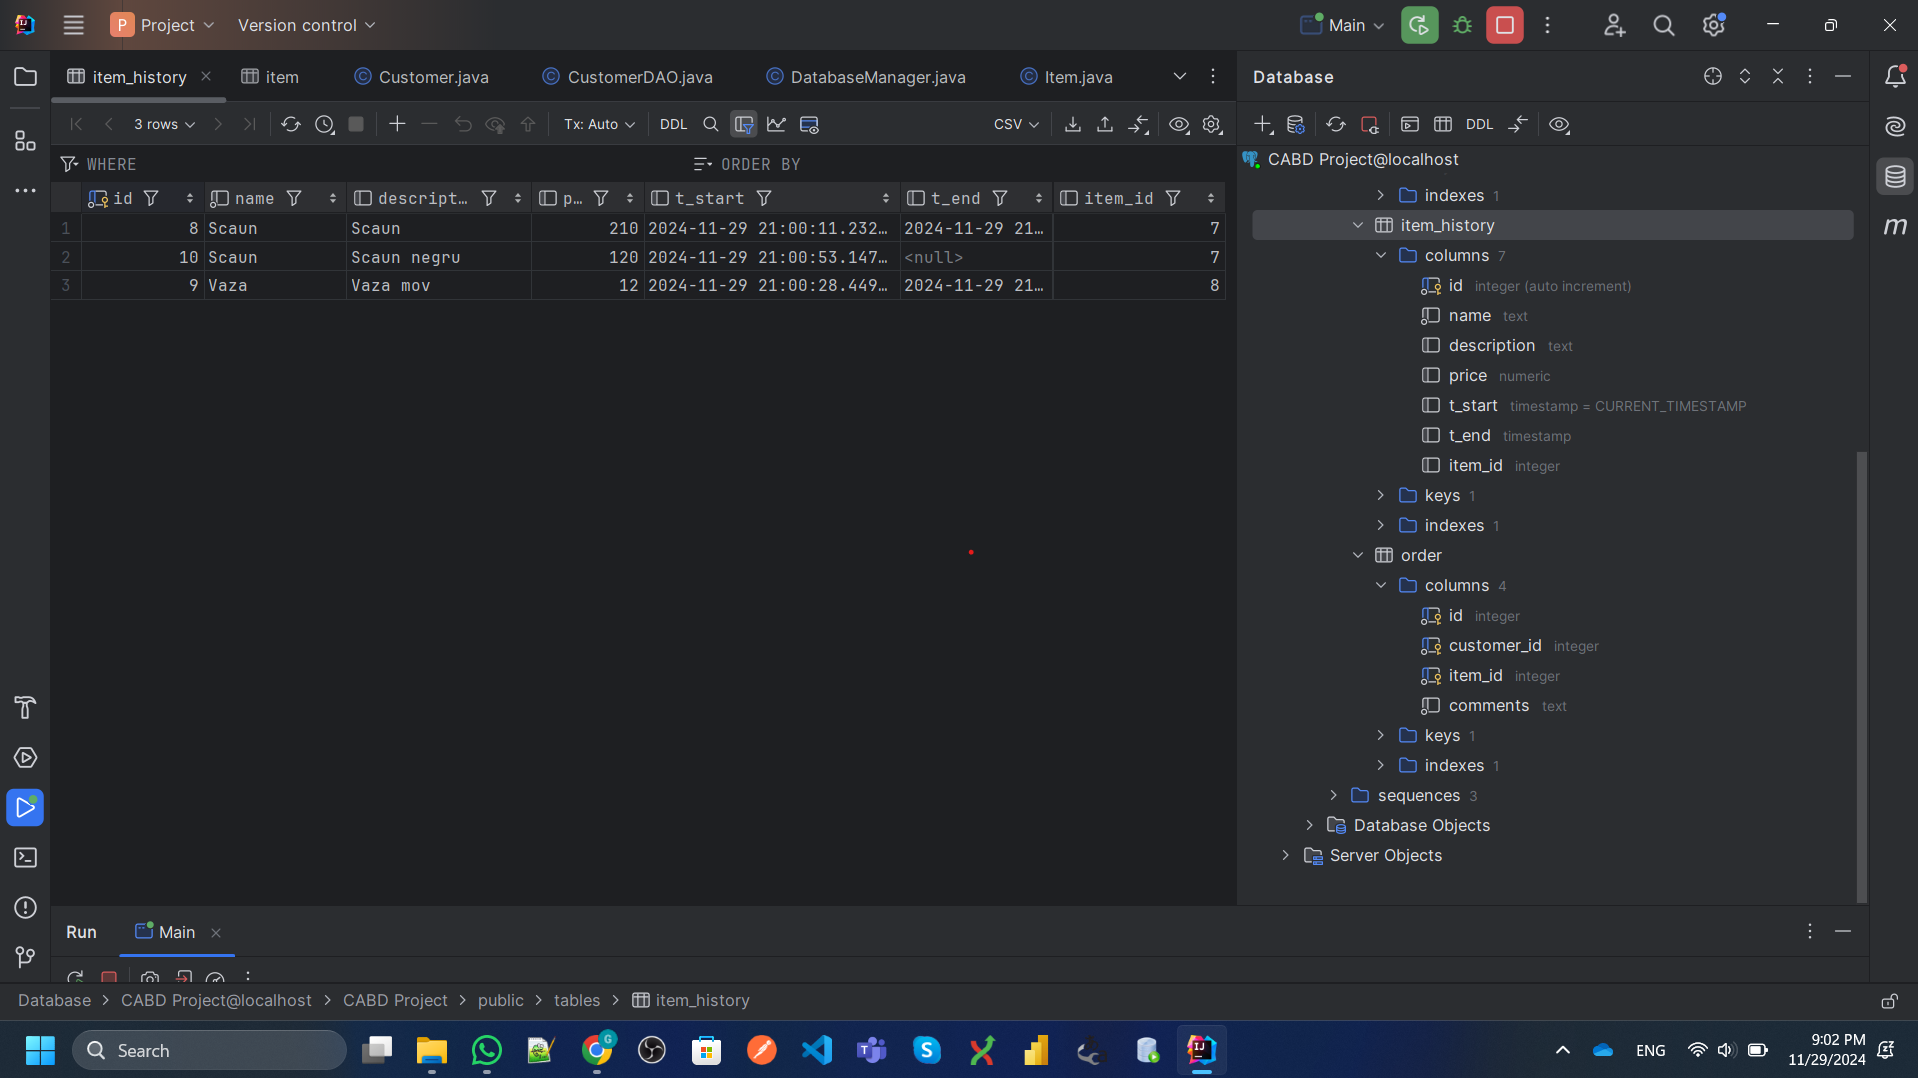 P Project Version control Main
item_history item Customer.java CustomerDAO.java DatabaseManager.java Item.java
3 rows Tx: Auto DDL CSV
WHERE ORDER BY
id name descript... p... t_start t_end item_id
1 8 Scaun Scaun 210 2024-11-29 21:00:11.232... 2024-11-29 21... 7
2 10 Scaun Scaun negru 120 2024-11-29 21:00:53.147... <null> 7
3 9 Vaza Vaza mov 12 2024-11-29 21:00:28.449... 2024-11-29 21... 8
Database
DDL
CABD Project@localhost
indexes 1
item_history
columns 7
id integer (auto increment)
name text
description text
price numeric
t_start timestamp = CURRENT_TIMESTAMP
t_end timestamp
item_id integer
keys 1
indexes 1
order
columns 4
id integer
customer_id integer
item_id integer
comments text
keys 1
indexes 1
sequences 3
Database Objects
Server Objects
m
Run Main
Database > CABD Project@localhost > CABD Project > public > tables > item_history
Search
ENG
9:02 PM
11/29/2024